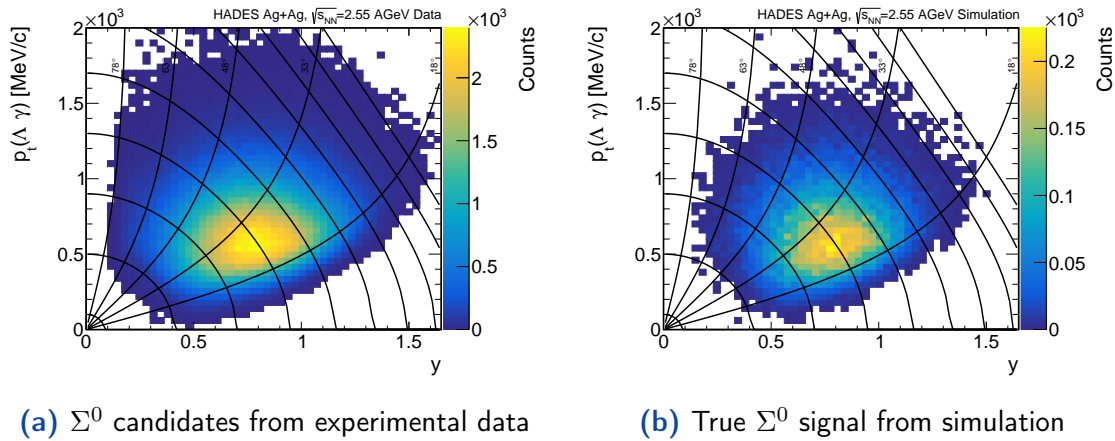 HADES Ag+Ag, √s_NN=2.55 AGeV Data
×10³
p_t(Λ γ) [MeV/c]
Counts
2
1.5
1
0.5
0
0 0.5 1 1.5
y
78° 63° 48° 33° 18°
2
1.5
1
0.5
0
×10³
HADES Ag+Ag, √s_NN=2.55 AGeV Simulation
×10³
p_t(Λ γ) [MeV/c]
Counts
2
1.5
1
0.5
0
0 0.5 1 1.5
y
78° 63° 48° 33° 18°
0.2
0.15
0.1
0.05
0
×10³
(a) Σ⁰ candidates from experimental data
(b) True Σ⁰ signal from simulation